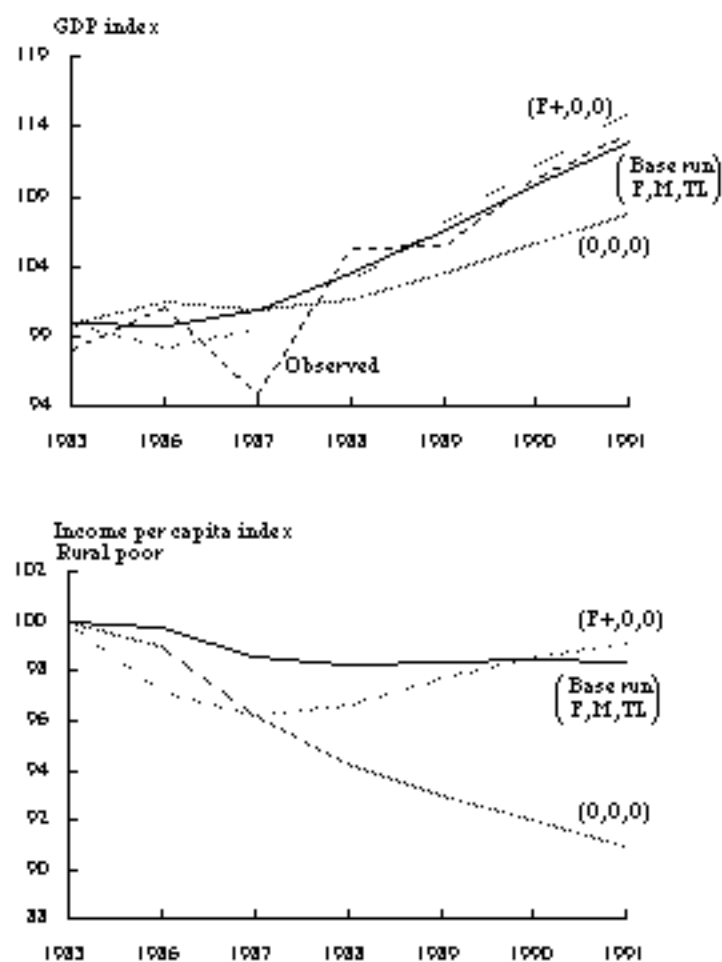 GDP index
119
114
109
104
99
94
(F+,0,0)
(Base run
F,M,TL)
(0,0,0)
Observed
1985 1986 1987 1988 1989 1990 1991
Income per capita index
Rural poor
102
100
98
96
94
92
90
88
(F+,0,0)
(Base run
F,M,TL)
(0,0,0)
1985 1986 1987 1988 1989 1990 1991